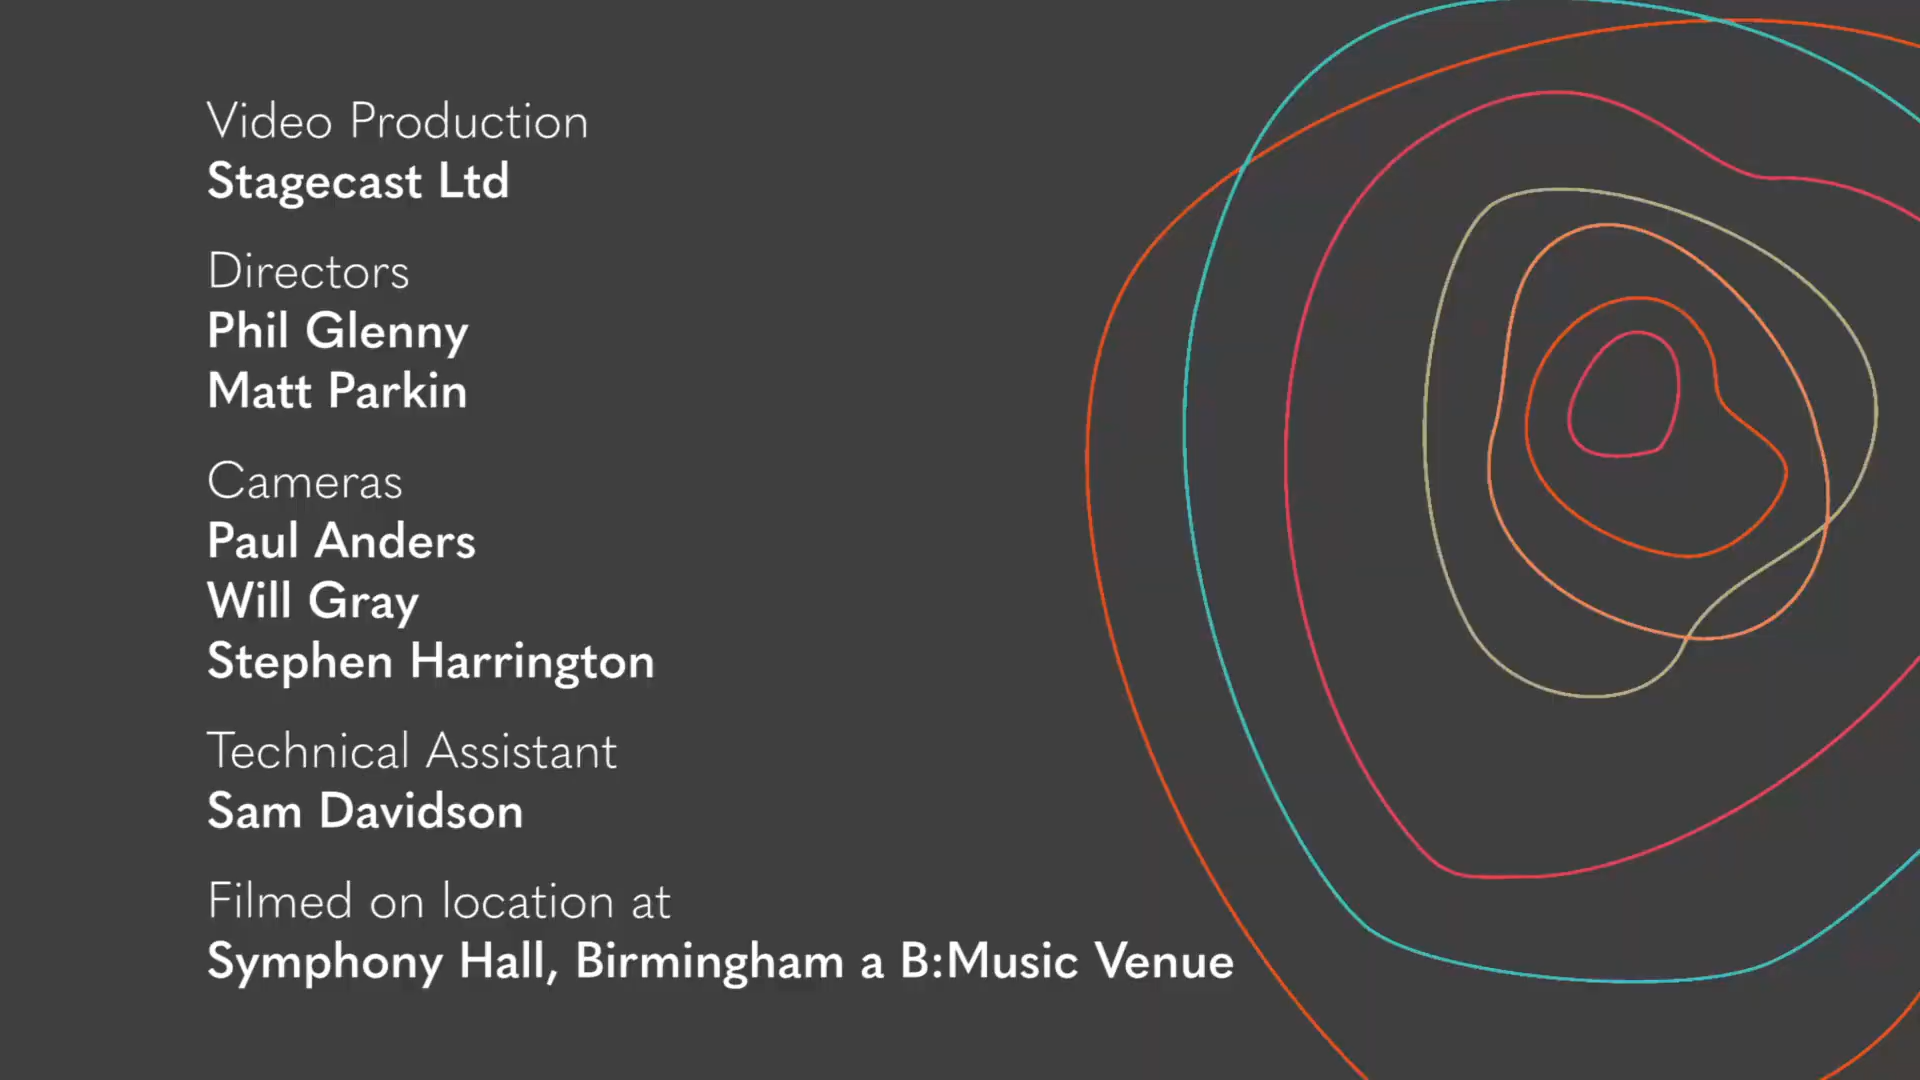 Video Production
Stagecast Ltd
Directors
Phil Glenny
Matt Parkin
Cameras
Paul Anders
Will Gray
Stephen Harrington
Technical Assistant
Sam Davidson
Filmed on location at
Symphony Hall, Birmingham a B:Music Venue